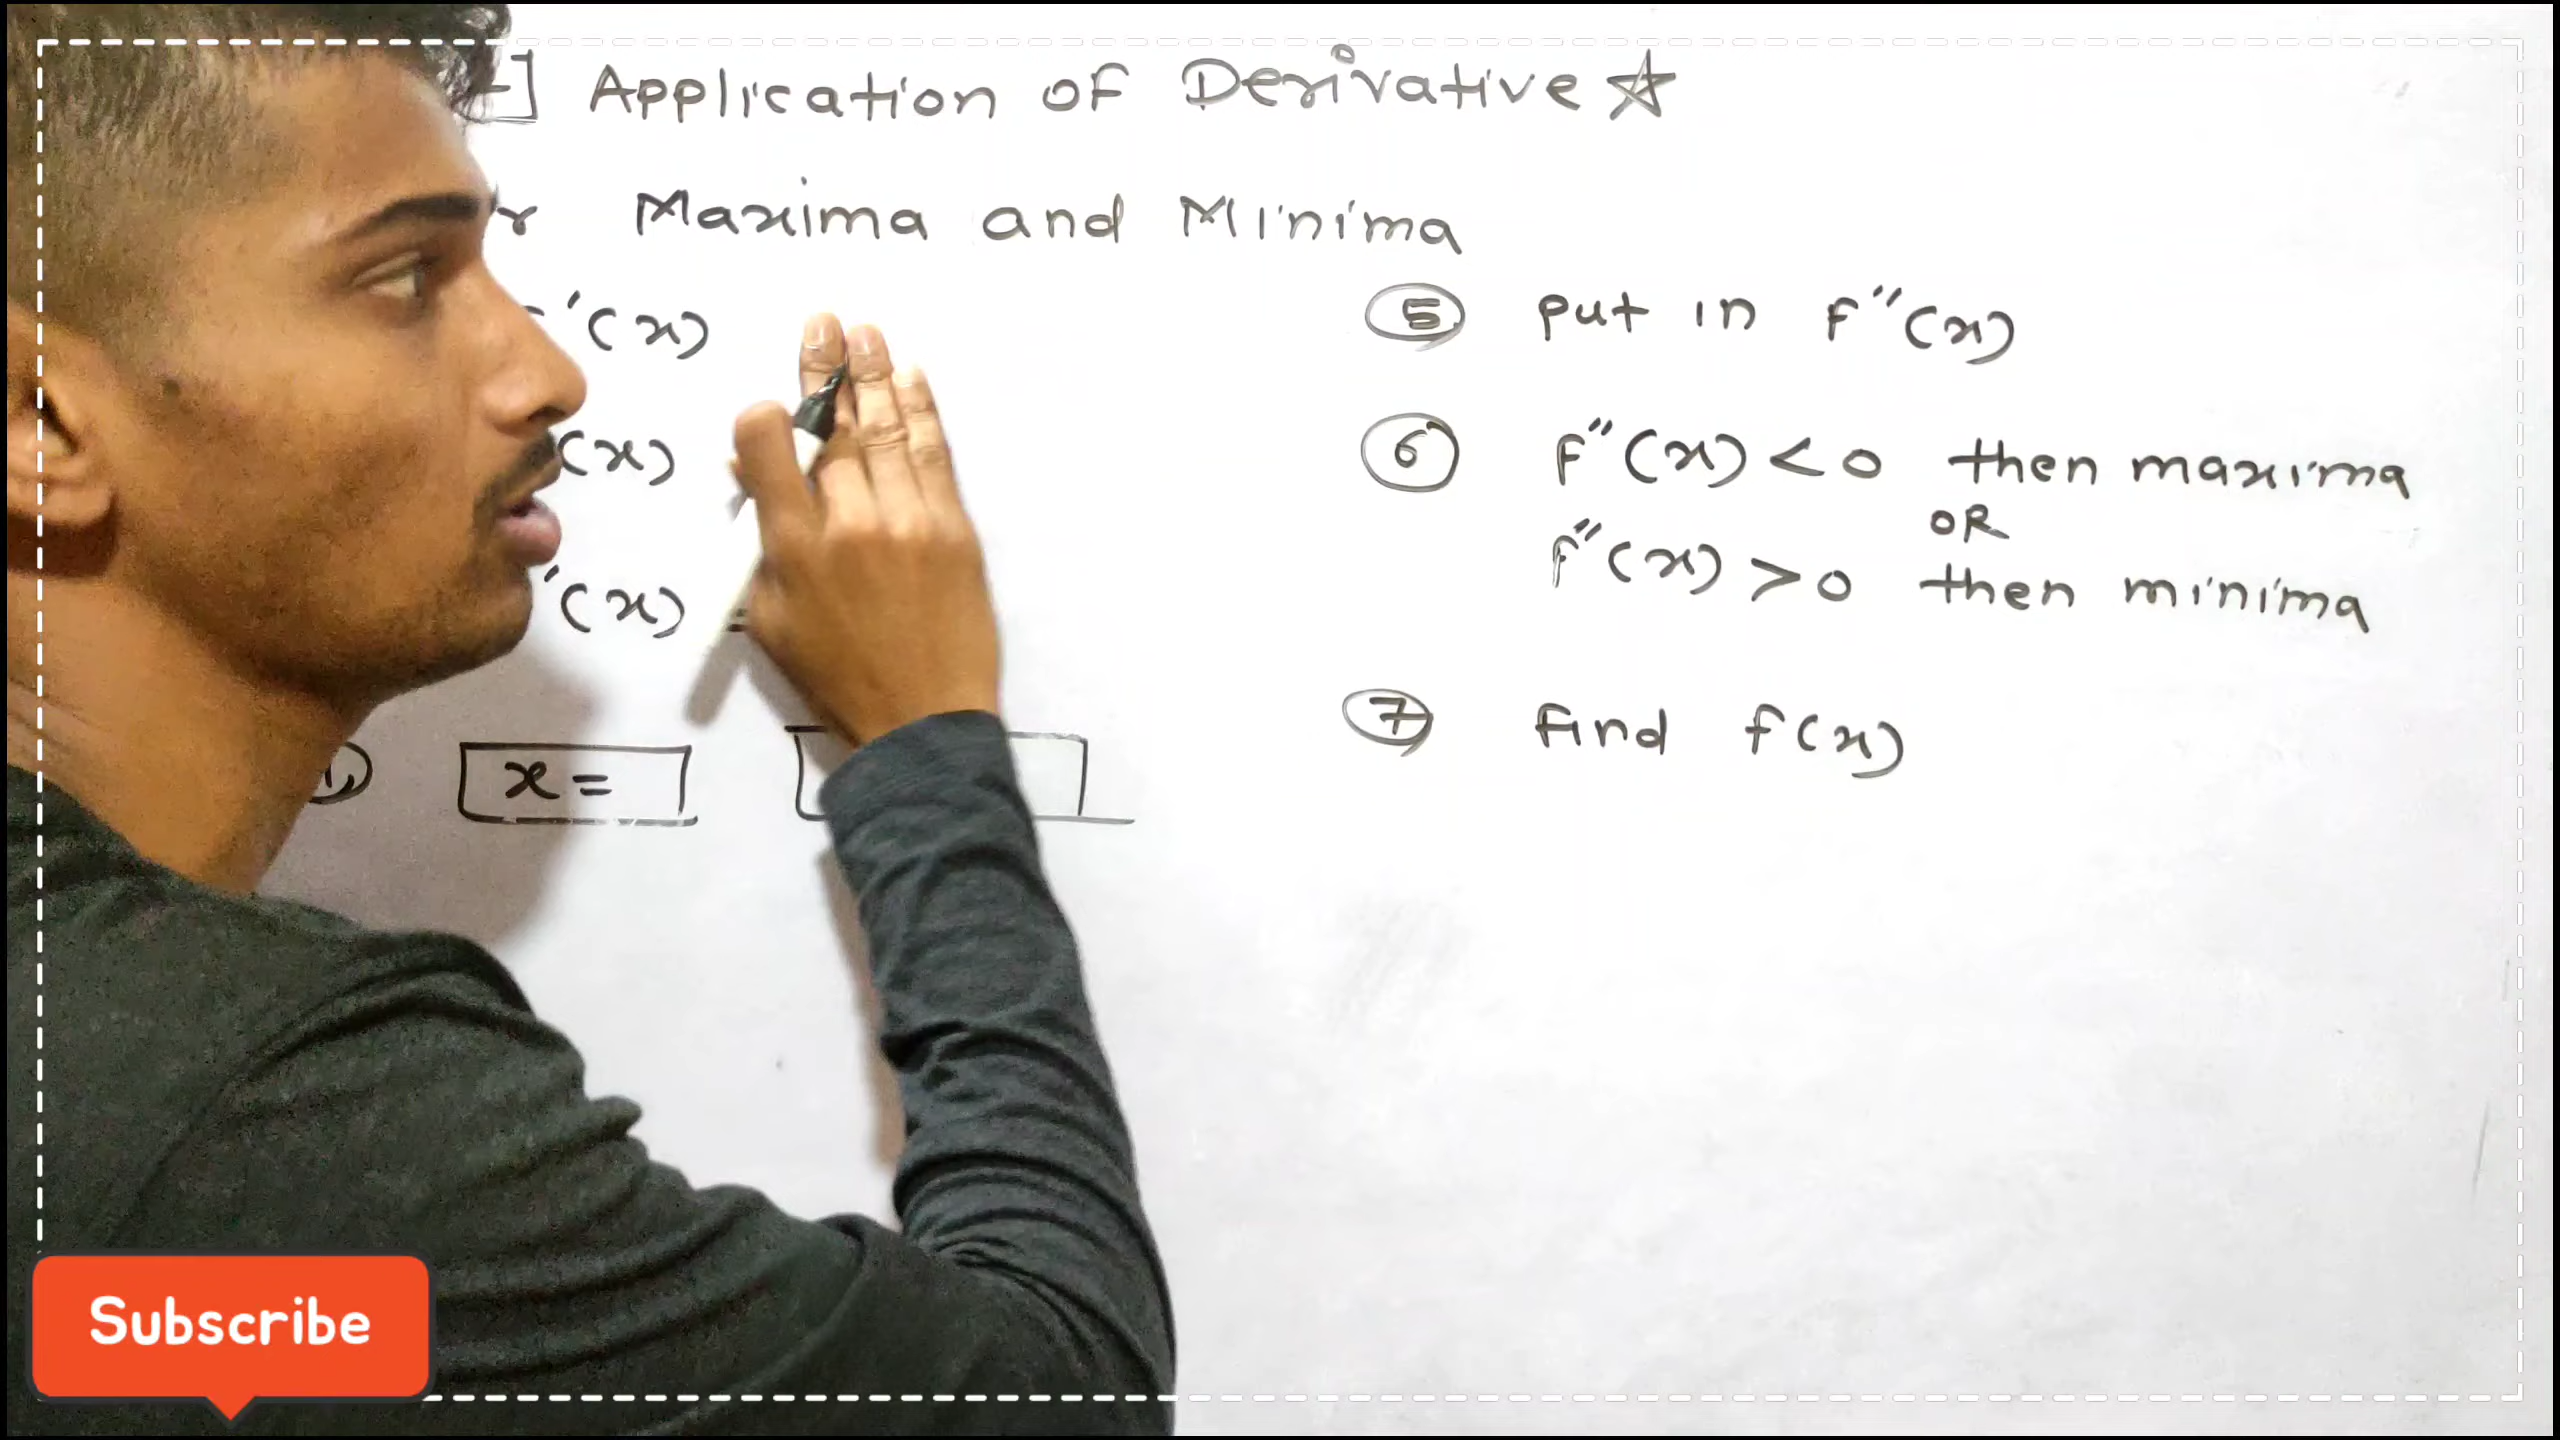 Application of Derivative
Maxima and Minima
'(x)
(x)
'(x)
x =
5 put in F''(x)
6 F''(x) < 0 then maxima
OR
F''(x) > 0 then minima
7 find f(x)
Subscribe